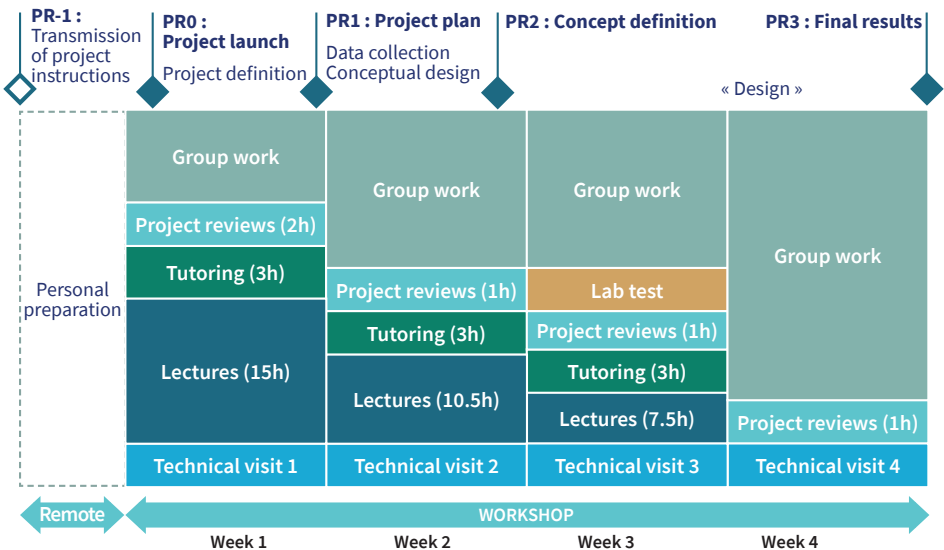 PR-1 :
Transmission
of project
instructions
PR0 :
Project launch
Project definition
PR1 : Project plan
Data collection
Conceptual design
PR2 : Concept definition
PR3 : Final results
« Design »
Personal
preparation
Group work
Project reviews (2h)
Tutoring (3h)
Lectures (15h)
Technical visit 1
Group work
Project reviews (1h)
Tutoring (3h)
Lectures (10.5h)
Technical visit 2
Group work
Lab test
Project reviews (1h)
Tutoring (3h)
Lectures (7.5h)
Technical visit 3
Group work
Project reviews (1h)
Technical visit 4
Remote
WORKSHOP
Week 1
Week 2
Week 3
Week 4